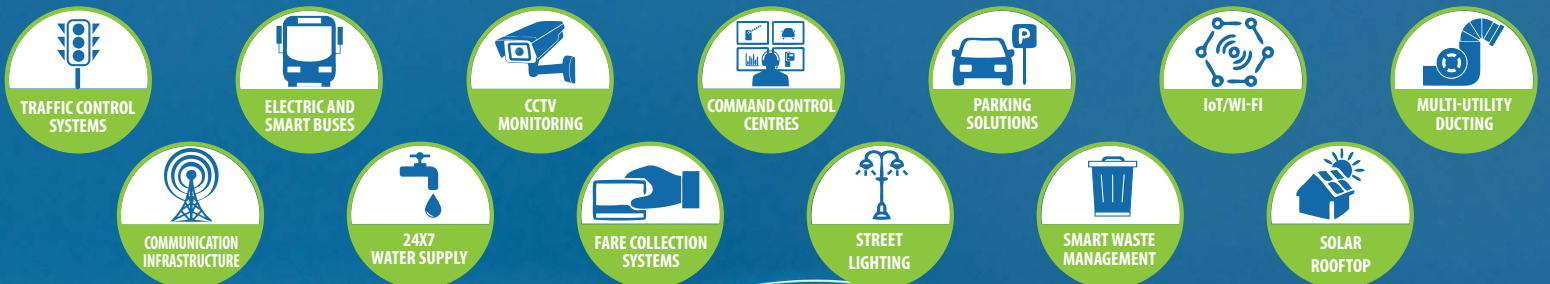 TRAFFIC CONTROL
SYSTEMS
ELECTRIC AND
SMART BUSES
CCTV
MONITORING
COMMAND CONTROL
CENTRES
P
PARKING
SOLUTIONS
IoT/WI-FI
MULTI-UTILITY
DUCTING
COMMUNICATION
INFRASTRUCTURE
24X7
WATER SUPPLY
FARE COLLECTION
SYSTEMS
STREET
LIGHTING
SMART WASTE
MANAGEMENT
SOLAR
ROOFTOP